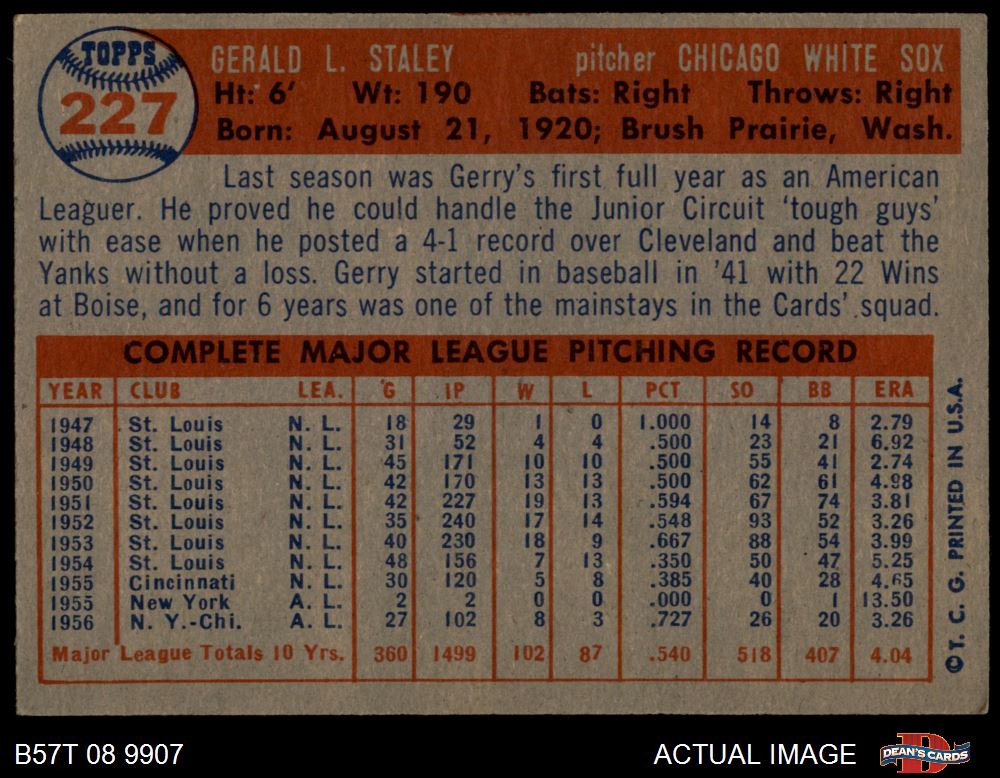 TOPPS
227
GERALD L. STALEY pitcher CHICAGO WHITE SOX
Ht: 6' Wt: 190 Bats: Right Throws: Right
Born: August 21, 1920; Brush Prairie, Wash.
Last season was Gerry's first full year as an American
Leaguer. He proved he could handle the Junior Circuit 'tough guys'
with ease when he posted a 4-1 record over Cleveland and beat the
Yanks without a loss. Gerry started in baseball in '41 with 22 Wins
at Boise, and for 6 years was one of the mainstays in the Cards' squad.
COMPLETE MAJOR LEAGUE PITCHING RECORD
YEAR CLUB LEA. G IP W L PCT SO BB ERA
1947 St. Louis N. L. 18 29 1 0 1.000 14 8 2.79
1948 St. Louis N. L. 31 52 4 4 .500 23 21 6.92
1949 St. Louis N. L. 45 171 10 10 .500 55 41 2.74
1950 St. Louis N. L. 42 170 13 13 .500 62 61 4.98
1951 St. Louis N. L. 42 227 19 13 .594 67 74 3.81
1952 St. Louis N. L. 35 240 17 14 .548 93 52 3.26
1953 St. Louis N. L. 40 230 18 9 .667 88 54 3.99
1954 St. Louis N. L. 48 156 7 13 .350 50 47 5.25
1955 Cincinnati N. L. 30 120 5 8 .385 40 28 4.65
1955 New York A. L. 2 2 0 0 .000 0 1 13.50
1956 N. Y.-Chi. A. L. 27 102 8 3 .727 26 20 3.26
Major League Totals 10 Yrs. 360 1499 102 87 .540 518 407 4.04
© T. C. G. PRINTED IN U.S.A.
B57T 08 9907 ACTUAL IMAGE
D
DEAN'S CARDS